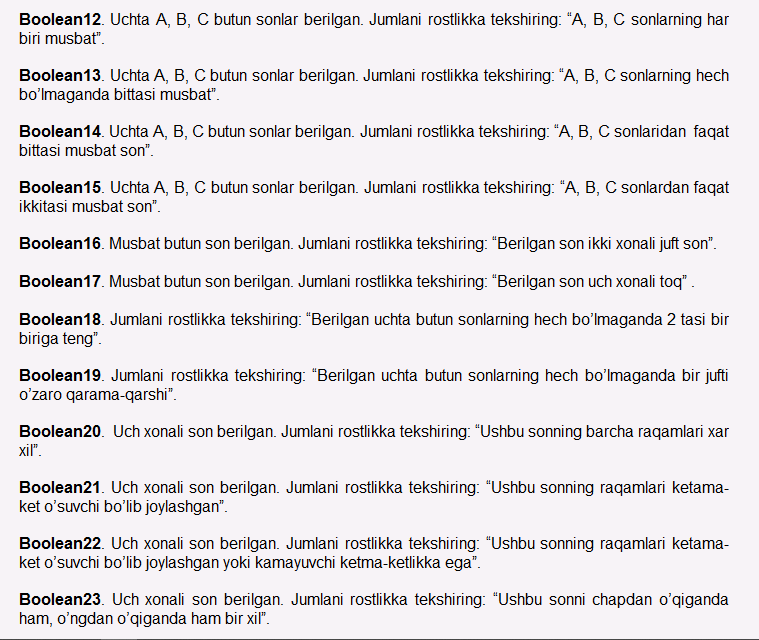 Boolean12. Uchta A, B, C butun sonlar berilgan. Jumlani rostlikka tekshiring: “A, B, C sonlarning har
biri musbat”.
Boolean13. Uchta A, B, C butun sonlar berilgan. Jumlani rostlikka tekshiring: “A, B, C sonlarning hech
bo’lmaganda bittasi musbat”.
Boolean14. Uchta A, B, C butun sonlar berilgan. Jumlani rostlikka tekshiring: “A, B, C sonlaridan faqat
bittasi musbat son”.
Boolean15. Uchta A, B, C butun sonlar berilgan. Jumlani rostlikka tekshiring: “A, B, C sonlardan faqat
ikkitasi musbat son”.
Boolean16. Musbat butun son berilgan. Jumlani rostlikka tekshiring: “Berilgan son ikki xonali juft son”.
Boolean17. Musbat butun son berilgan. Jumlani rostlikka tekshiring: “Berilgan son uch xonali toq” .
Boolean18. Jumlani rostlikka tekshiring: “Berilgan uchta butun sonlarning hech bo’lmaganda 2 tasi bir
biriga teng”.
Boolean19. Jumlani rostlikka tekshiring: “Berilgan uchta butun sonlarning hech bo’lmaganda bir jufti
o’zaro qarama-qarshi”.
Boolean20. Uch xonali son berilgan. Jumlani rostlikka tekshiring: “Ushbu sonning barcha raqamlari xar
xil”.
Boolean21. Uch xonali son berilgan. Jumlani rostlikka tekshiring: “Ushbu sonning raqamlari ketama-
ket o’suvchi bo’lib joylashgan”.
Boolean22. Uch xonali son berilgan. Jumlani rostlikka tekshiring: “Ushbu sonning raqamlari ketama-
ket o’suvchi bo’lib joylashgan yoki kamayuvchi ketma-ketlikka ega”.
Boolean23. Uch xonali son berilgan. Jumlani rostlikka tekshiring: “Ushbu sonni chapdan o’qiganda
ham, o’ngdan o’qiganda ham bir xil”.